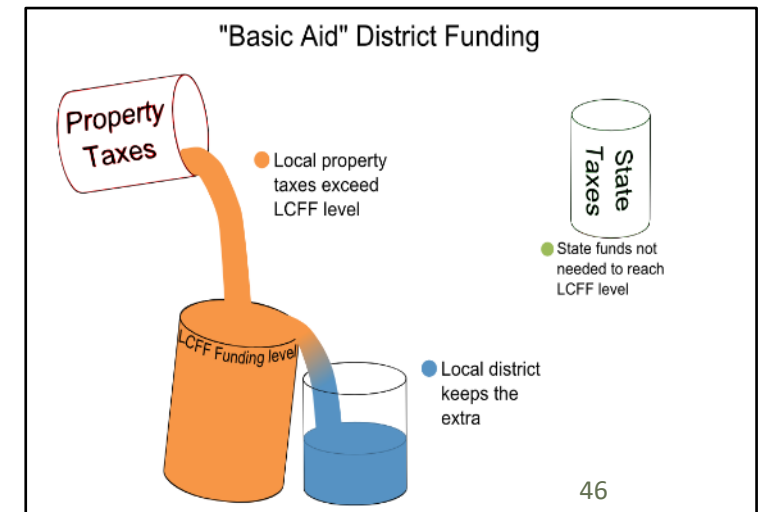 "Basic Aid" District Funding
Property
Taxes
Local property
taxes exceed
LCFF level
State
Taxes
State funds not
needed to reach
LCFF level
LCFF Funding level
Local district
keeps the
extra
46